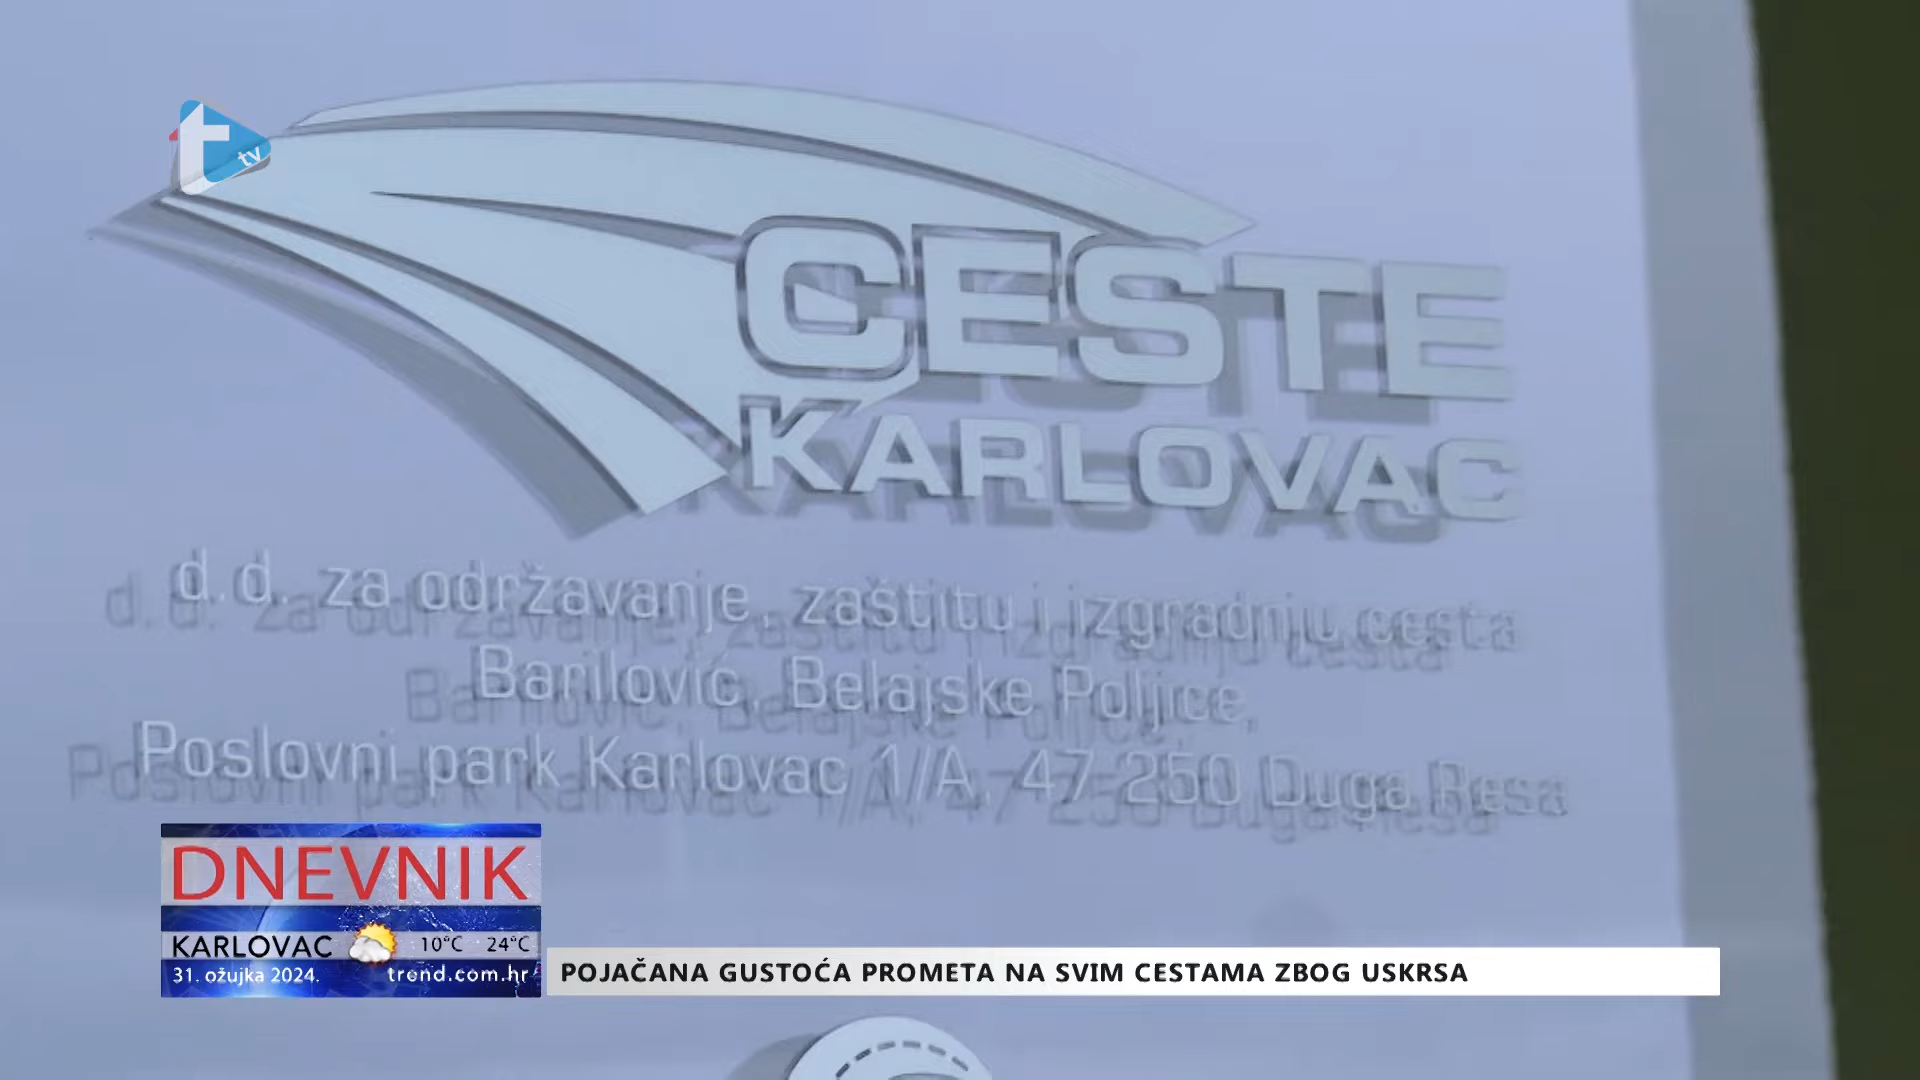 t tv
CESTE
KARLOVAC
d.d. za održavanje, zaštitu i izgradnju cesta
Barilović, Belajske Poljice,
Poslovni park Karlovac 1/A, 47 250 Duga Resa
DNEVNIK
KARLOVAC 10°C 24°C
31. ožujka 2024. trend.com.hr
POJAČANA GUSTOĆA PROMETA NA SVIM CESTAMA ZBOG USKRSA